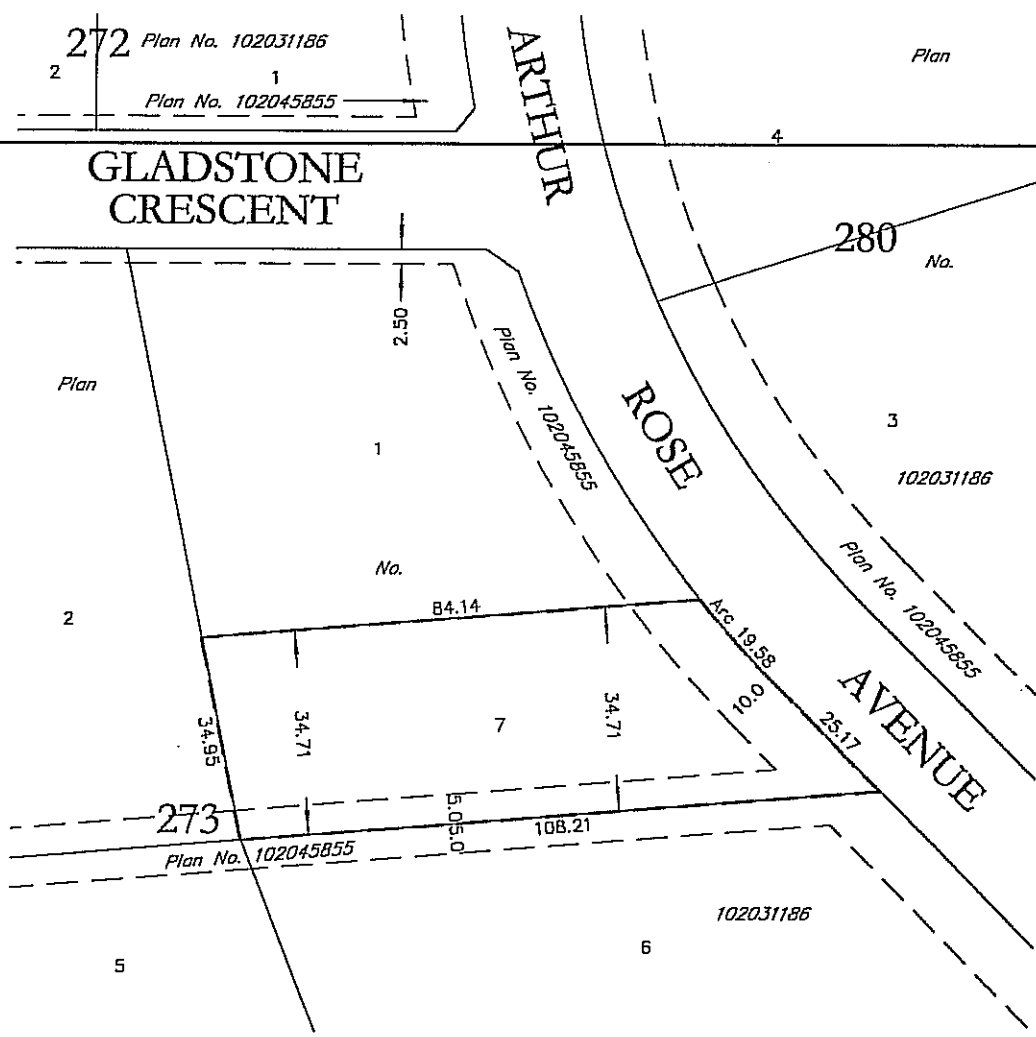 272 Plan No. 102031186
2
1
Plan No. 102045855
ARTHUR
Plan
4
GLADSTONE
CRESCENT
280
No.
2.50
Plan No. 102045855
Plan
ROSE
3
1
102031186
No.
Plan No. 102045855
2
84.14
Arc 19.58
10.0
25.17
AVENUE
34.95
34.71
7
34.71
273
5.0
5.0
108.21
Plan No. 102045855
102031186
5
6